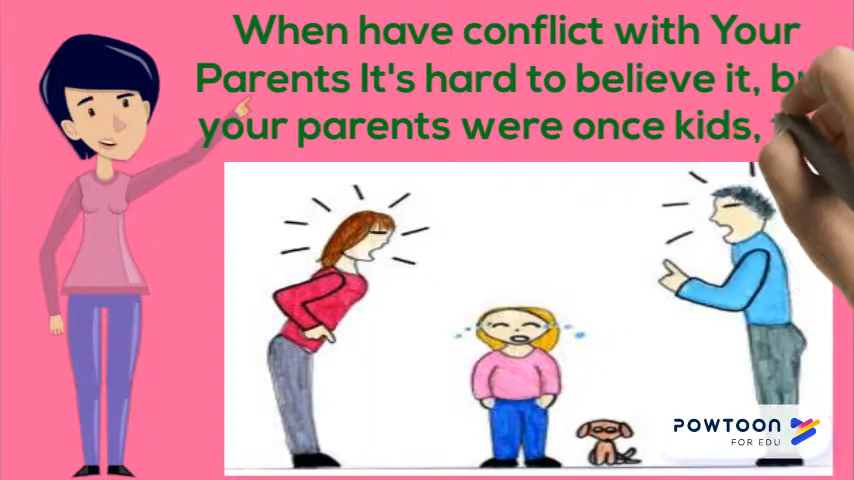 When have conflict with Your
Parents It's hard to believe it, b
your parents were once kids,
POWTOON
FOR EDU